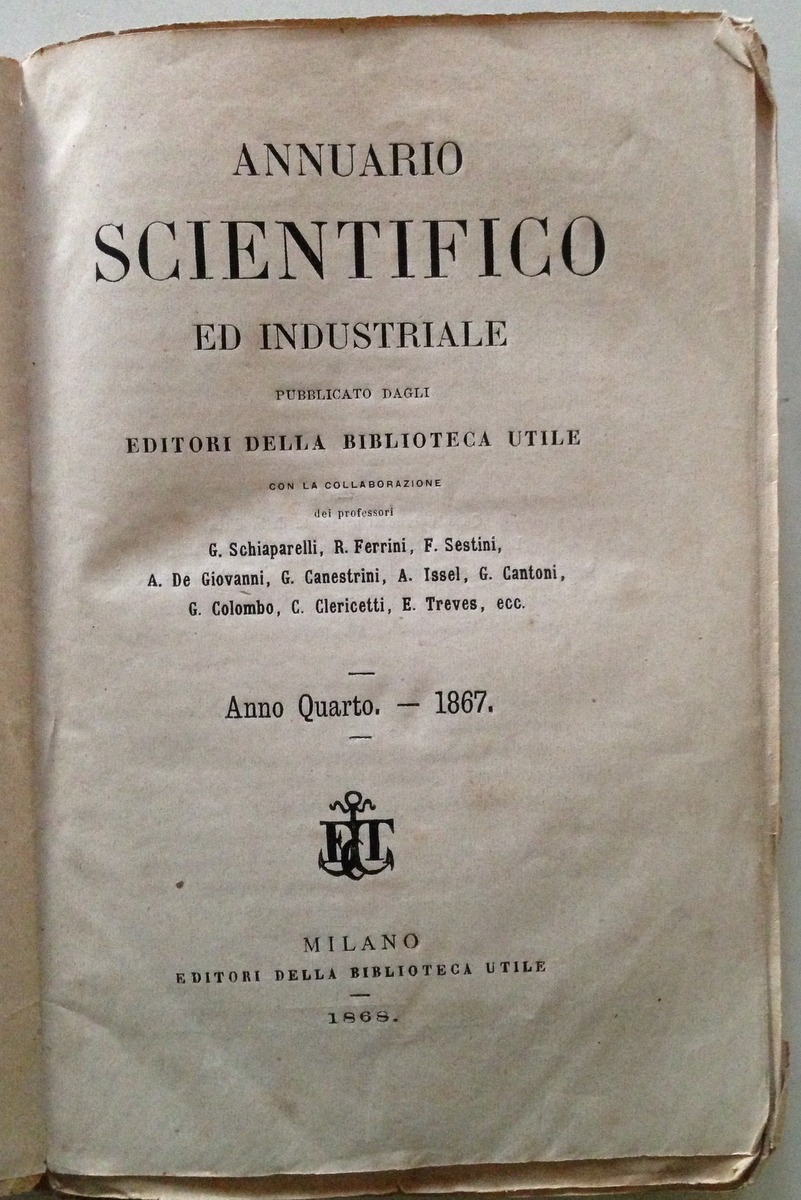 ANNUARIO
SCIENTIFICO
ED INDUSTRIALE
PUBBLICATO DAGLI
EDITORI DELLA BIBLIOTECA UTILE
CON LA COLLABORAZIONE
dei professori
G. Schiaparelli, R. Ferrini, F. Sestini,
A. De Giovanni, G. Canestrini, A. Issel, G. Cantoni,
G. Colombo, C. Clericetti, E. Treves, ecc.
Anno Quarto. — 1867.
MILANO
EDITORI DELLA BIBLIOTECA UTILE
1868.